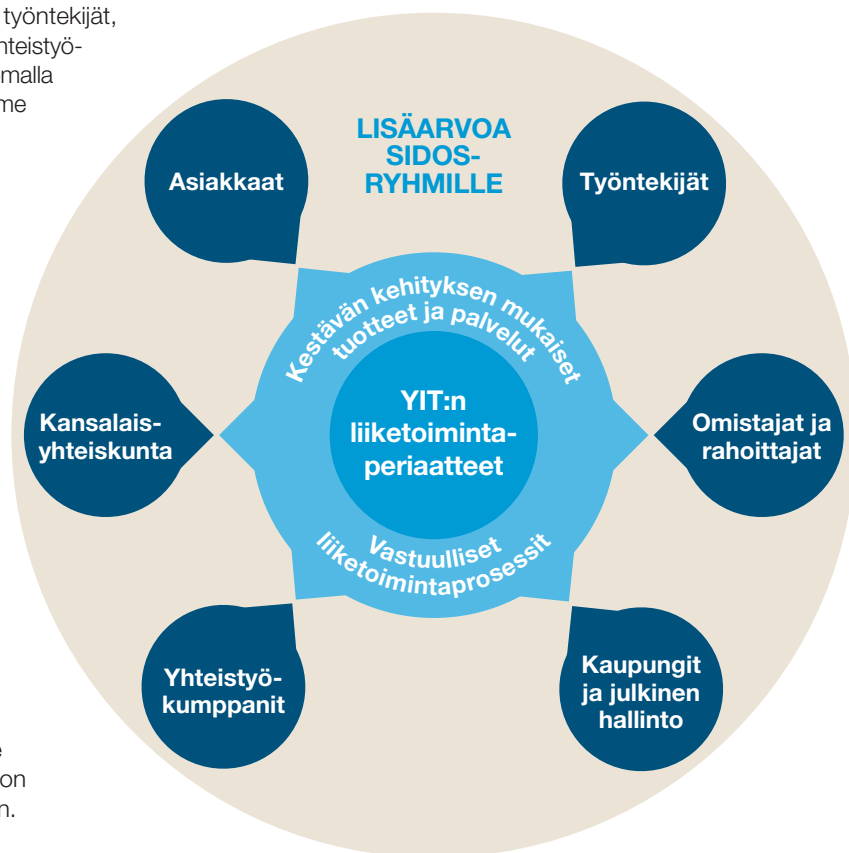 työntekijät,
nteistyö-
malla
me
LISÄARVOA
SIDOS-
RYHMILLE
Asiakkaat
Työntekijät
Kestävän kehityksen mukaiset
tuotteet ja palvelut
YIT:n
liiketoiminta-
periaatteet
Kansalais-
yhteiskunta
Omistajat ja
rahoittajat
Vastuulliset
liiketoimintaprosessit
Yhteistyö-
kumppanit
Kaupungit
ja julkinen
hallinto
e
on
n.